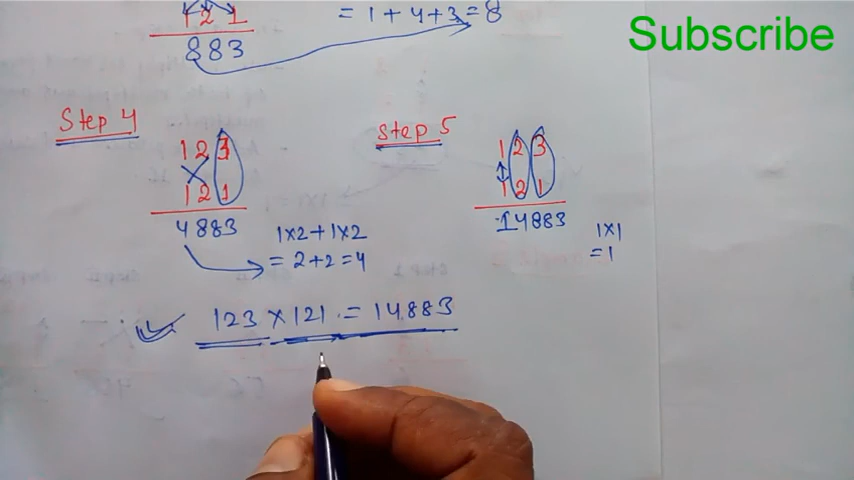 121
= 1 + 4 + 3 = 8
883
Subscribe
Step 4
123
121
4883
1x2 + 1x2
= 2 + 2 = 4
Step 5
123
121
14883
1x1
= 1
123 x 121 = 14883